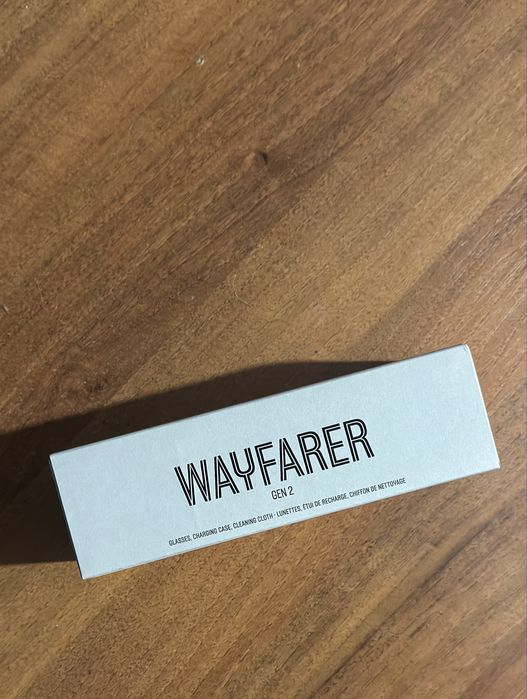 WAYFARER
GEN 2
GLASSES, CHARGING CASE, CLEANING CLOTH - LUNETTES, ÉTUI DE RECHARGE, CHIFFON DE NETTOYAGE